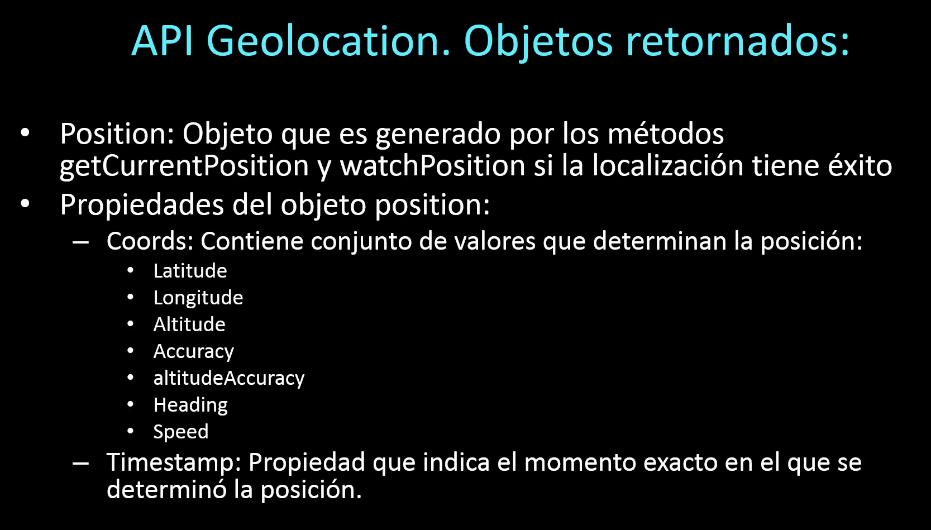 API Geolocation. Objetos retornados:
• Position: Objeto que es generado por los métodos
getCurrentPosition y watchPosition si la localización tiene éxito
• Propiedades del objeto position:
– Coords: Contiene conjunto de valores que determinan la posición:
• Latitude
• Longitude
• Altitude
• Accuracy
• altitudeAccuracy
• Heading
• Speed
– Timestamp: Propiedad que indica el momento exacto en el que se
determinó la posición.